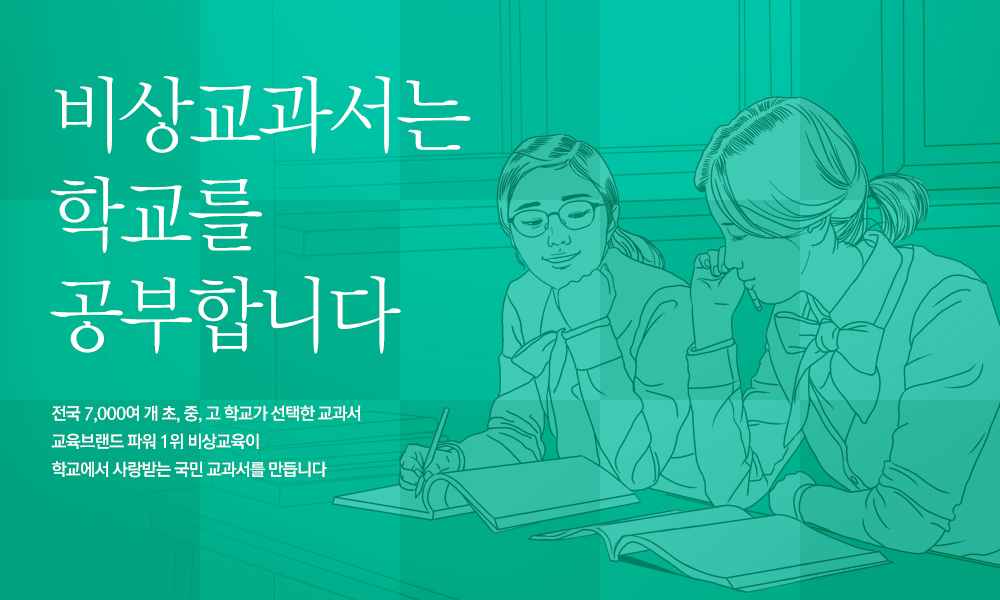 비상교과서는
학교를
공부합니다
전국 7,000여 개 초, 중, 고 학교가 선택한 교과서
교육브랜드 파워 1위 비상교육이
학교에서 사랑받는 국민 교과서를 만듭니다